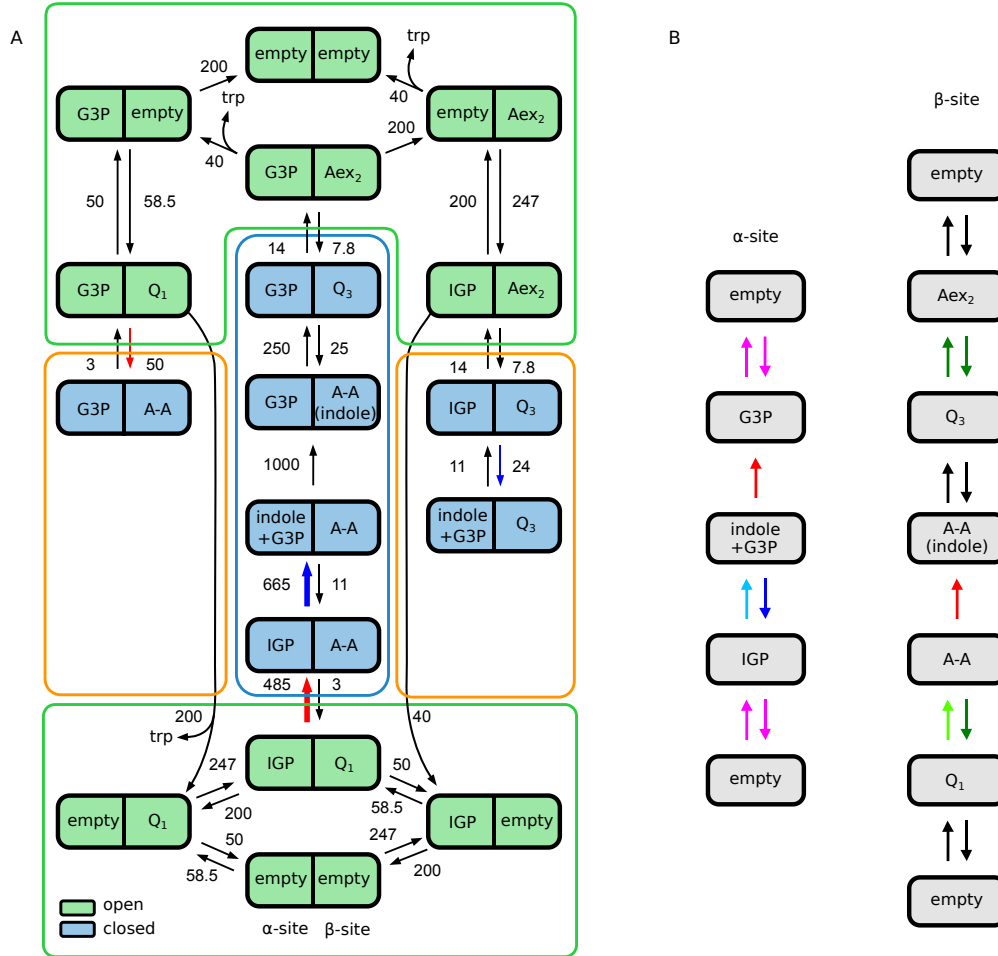 A
B
trp
empty empty
200
β-site
trp
40
G3P empty
empty Aex₂
200
empty
40
G3P Aex₂
50
58.5
200
247
α-site
14
7.8
G3P Q₁
G3P Q₃
IGP Aex₂
empty
Aex₂
250
25
3
50
14
7.8
G3P A-A
G3P A-A
(indole)
IGP Q₃
G3P
Q₃
1000
11
24
indole
+G3P
A-A
indole
+G3P
Q₃
indole
+G3P
A-A
(indole)
665
11
IGP A-A
IGP
A-A
485
3
200
40
trp
247
IGP Q₁
50
200
58.5
empty
Q₁
empty Q₁
IGP empty
50
247
58.5
200
empty empty
empty
open
closed
α-site β-site